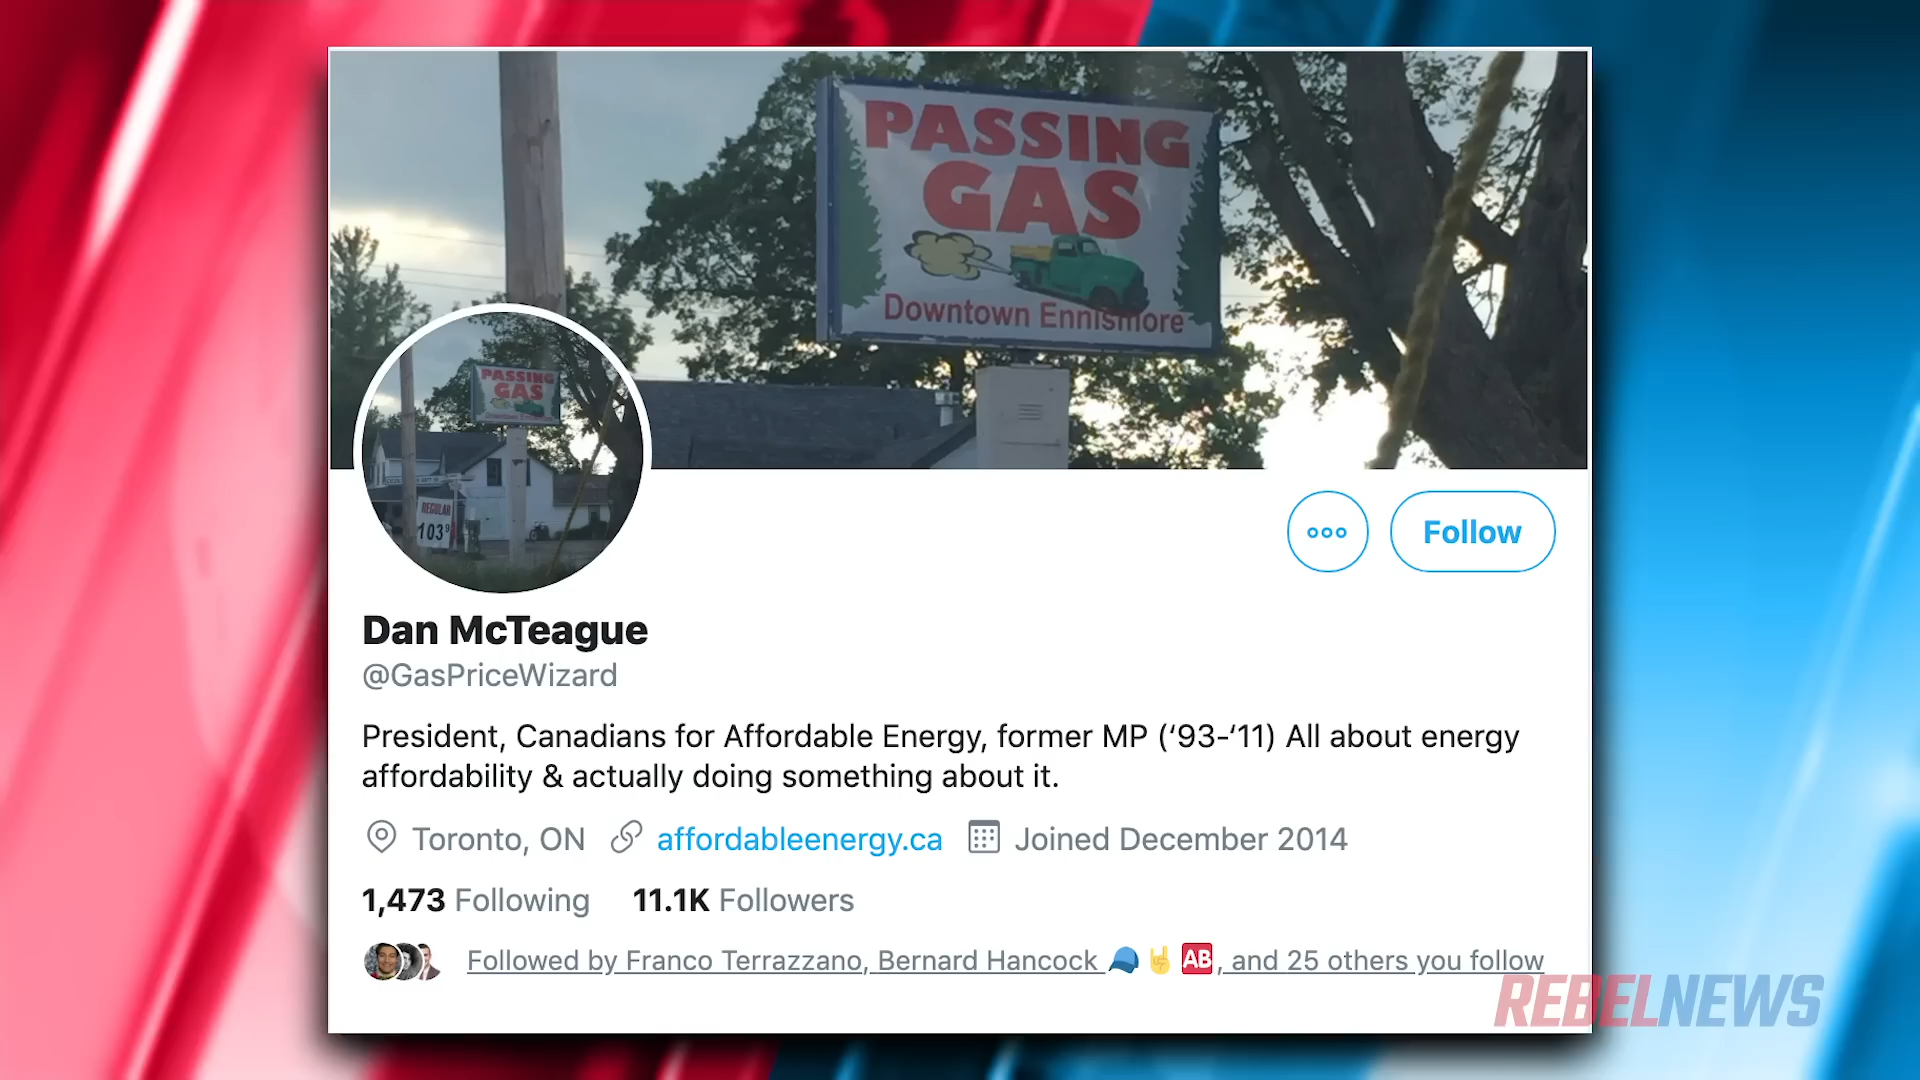 PASSING
GAS
Downtown Ennismore
PASSING
GAS
REGULAR
103⁹
Follow
Dan McTeague
@GasPriceWizard
President, Canadians for Affordable Energy, former MP (‘93-‘11) All about energy
affordability & actually doing something about it.
Toronto, ON affordableenergy.ca Joined December 2014
1,473 Following 11.1K Followers
Followed by Franco Terrazzano, Bernard Hancock 🧢🤘🆎, and 25 others you follow
REBELNEWS